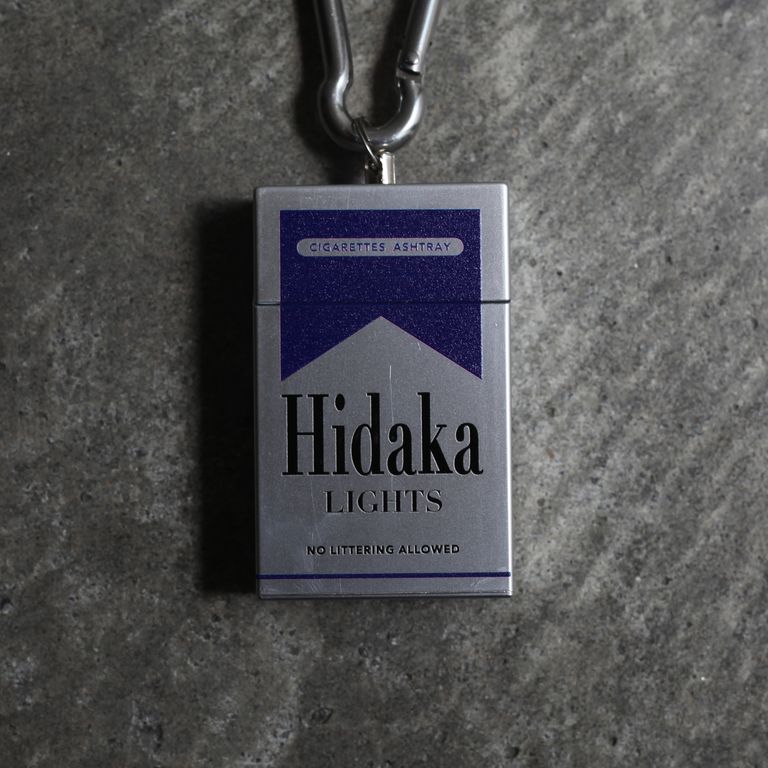 CIGARETTES ASHTRAY
Hidaka
LIGHTS
NO LITTERING ALLOWED